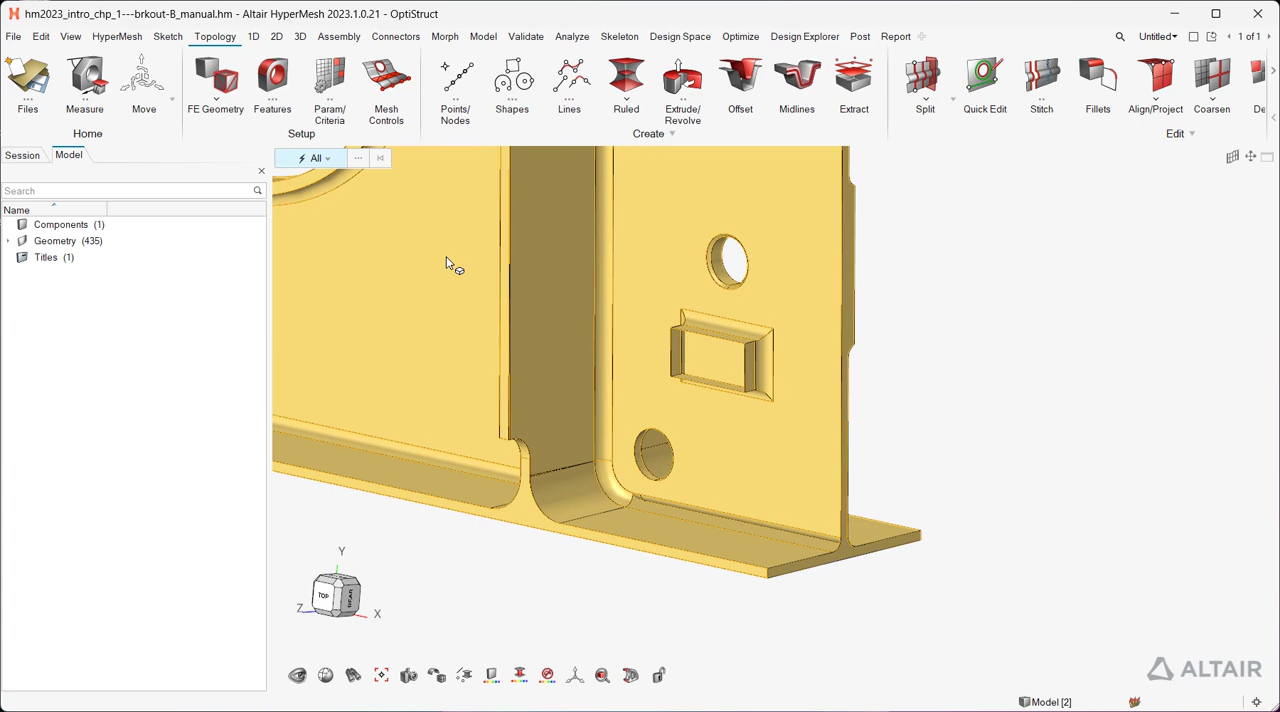 hm2023_intro_chp_1---brkout-B_manual.hm - Altair HyperMesh 2023.1.0.21 - OptiStruct
File Edit View HyperMesh Sketch Topology 1D 2D 3D Assembly Connectors Morph Model Validate Analyze Skeleton Design Space Optimize Design Explorer Post Report Untitled 1 of 1
Files Measure Move FE Geometry Features Param/ Criteria Mesh Controls Points/ Nodes Shapes Lines Ruled Extrude/ Revolve Offset Midlines Extract Split Quick Edit Stitch Fillets Align/Project Coarsen De
Home Setup Create Edit
Session Model
All
Search
Name
Components (1)
Geometry (435)
Titles (1)
Y
TOP REAR
Z X
ALTAIR
Model [2]